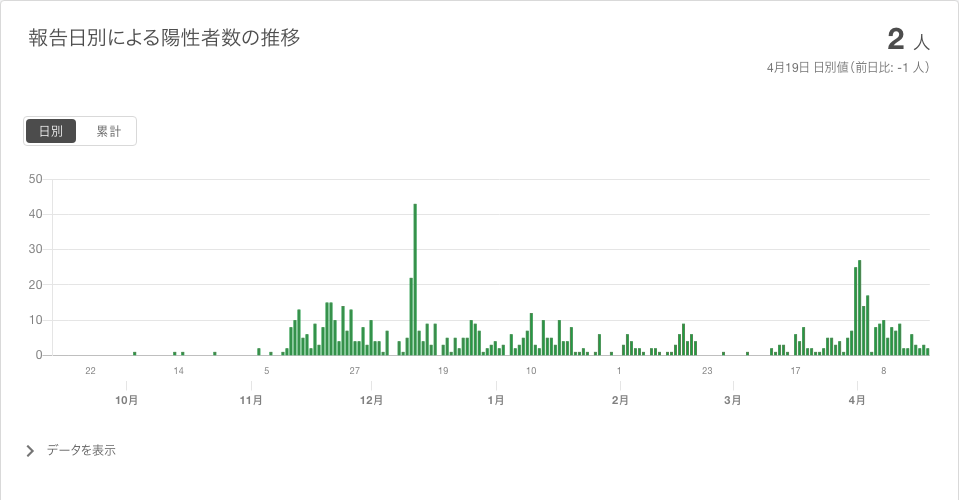 報告日別による陽性者数の推移
2 人
4月19日 日別値（前日比: -1 人）
日別 累計
50
40
30
20
10
0
22 14 5 27 19 10 1 23 17 8
10月 11月 12月 1月 2月 3月 4月
データを表示